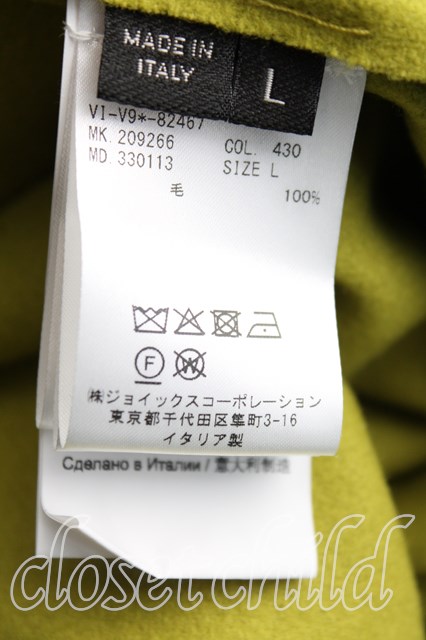 MADE IN
ITALY
L
VI-V9*-82467
MK. 209266 COL. 430
MD. 330113 SIZE L
毛 100%
F
W
㈱ジョイックスコーポレーション
東京都千代田区隼町3-16
イタリア製
Сделано в Италии / 意大利制造
closet child